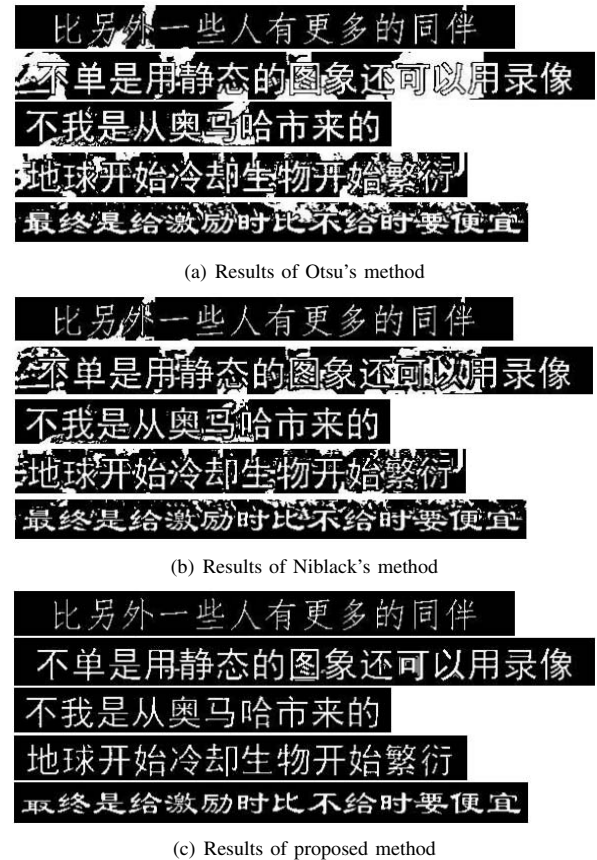 比另外一些人有更多的同伴
不单是用静态的图象还可以用录像
不我是从奥马哈市来的
地球开始冷却生物开始繁衍
最终是给激励时比不给时要便宜
(a) Results of Otsu's method
比另外一些人有更多的同伴
不单是用静态的图象还可以用录像
不我是从奥马哈市来的
地球开始冷却生物开始繁衍
最终是给激励时比不给时要便宜
(b) Results of Niblack's method
比另外一些人有更多的同伴
不单是用静态的图象还可以用录像
不我是从奥马哈市来的
地球开始冷却生物开始繁衍
最终是给激励时比不给时要便宜
(c) Results of proposed method